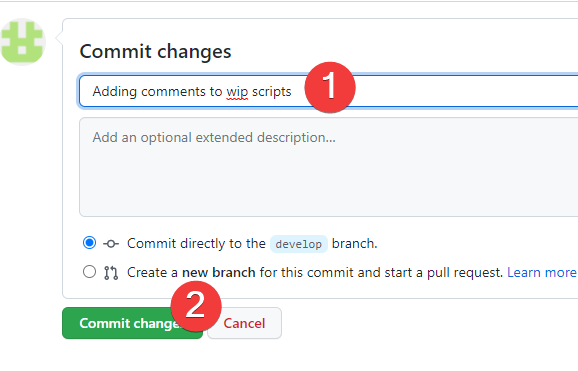 Commit changes
Adding comments to wip scripts
1
Add an optional extended description...
Commit directly to the develop branch.
Create a new branch for this commit and start a pull request. Learn more
2
Commit change
Cancel